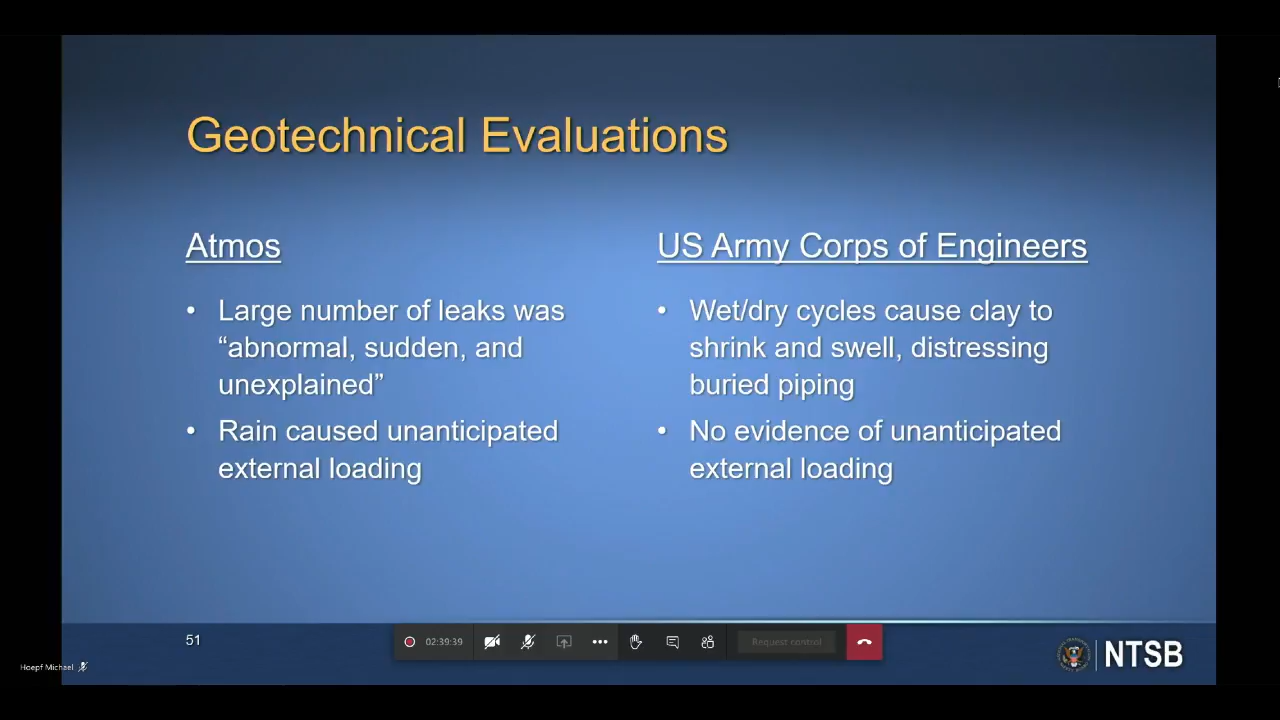 Geotechnical Evaluations
Atmos
• Large number of leaks was
“abnormal, sudden, and
unexplained”
• Rain caused unanticipated
external loading
US Army Corps of Engineers
• Wet/dry cycles cause clay to
shrink and swell, distressing
buried piping
• No evidence of unanticipated
external loading
51
02:39:39
Request control
NTSB
Hoepf Michael